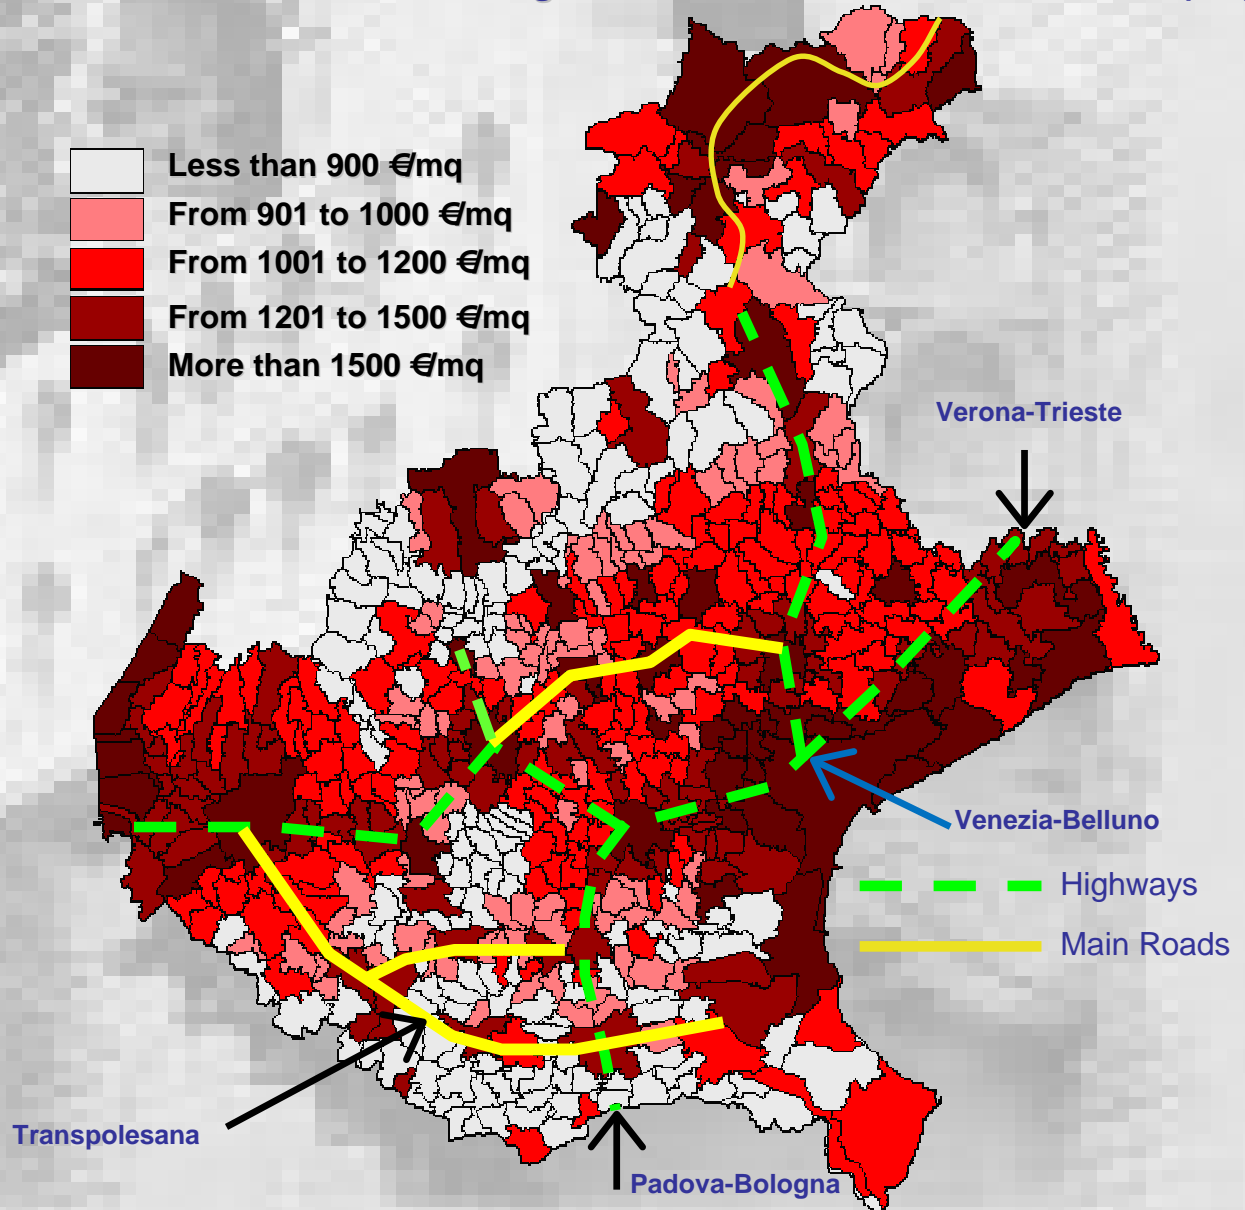 Less than 900 €/mq
From 901 to 1000 €/mq
From 1001 to 1200 €/mq
From 1201 to 1500 €/mq
More than 1500 €/mq
Verona-Trieste
Venezia-Belluno
Highways
Main Roads
Transpolesana
Padova-Bologna